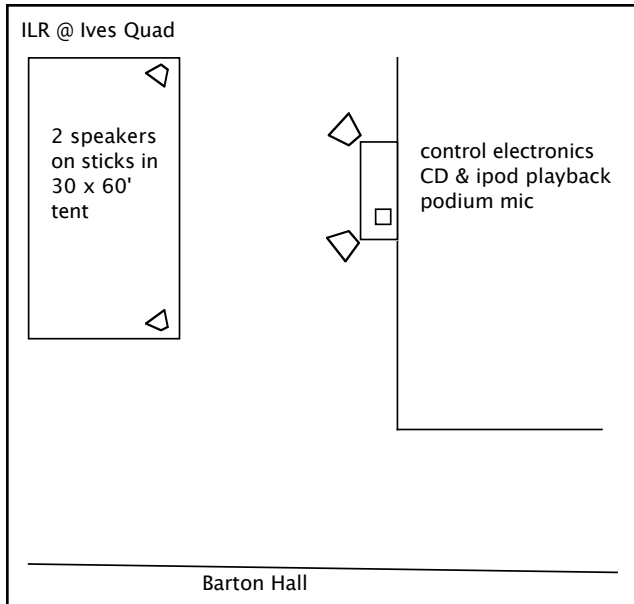 ILR @ Ives Quad
2 speakers
on sticks in
30 x 60'
tent
control electronics
CD & ipod playback
podium mic
Barton Hall